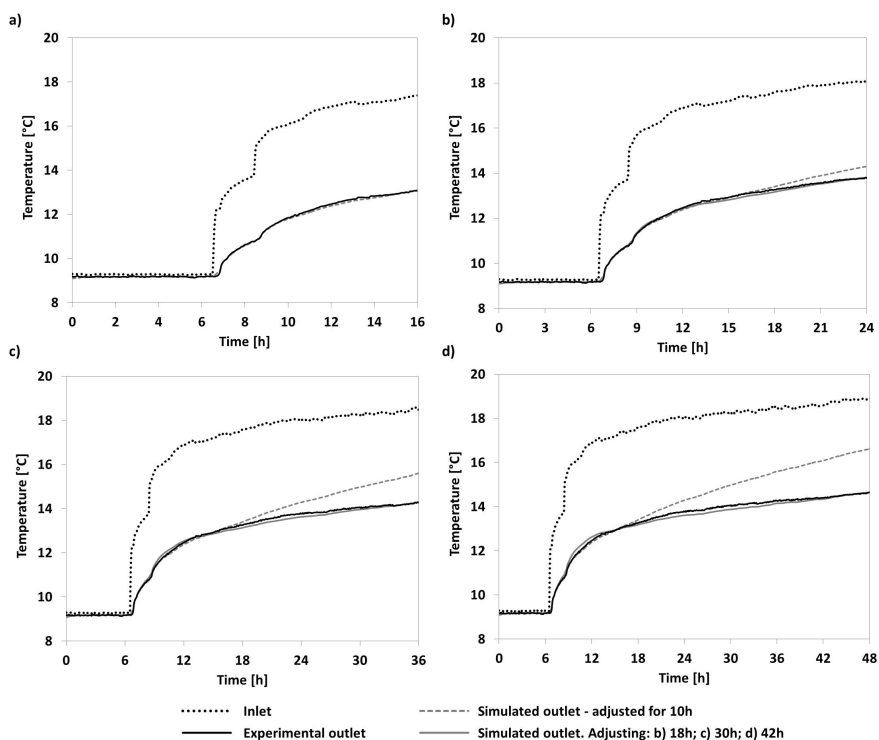 a)
20
18
16
14
12
10
8
Temperature [°C]
0 2 4 6 8 10 12 14 16
Time [h]
b)
20
18
16
14
12
10
8
Temperature [°C]
0 3 6 9 12 15 18 21 24
Time [h]
c)
20
18
16
14
12
10
8
Temperature [°C]
0 6 12 18 24 30 36
Time [h]
d)
20
18
16
14
12
10
8
Temperature [°C]
0 6 12 18 24 30 36 42 48
Time [h]
Inlet
Simulated outlet - adjusted for 10h
Experimental outlet
Simulated outlet. Adjusting: b) 18h; c) 30h; d) 42h